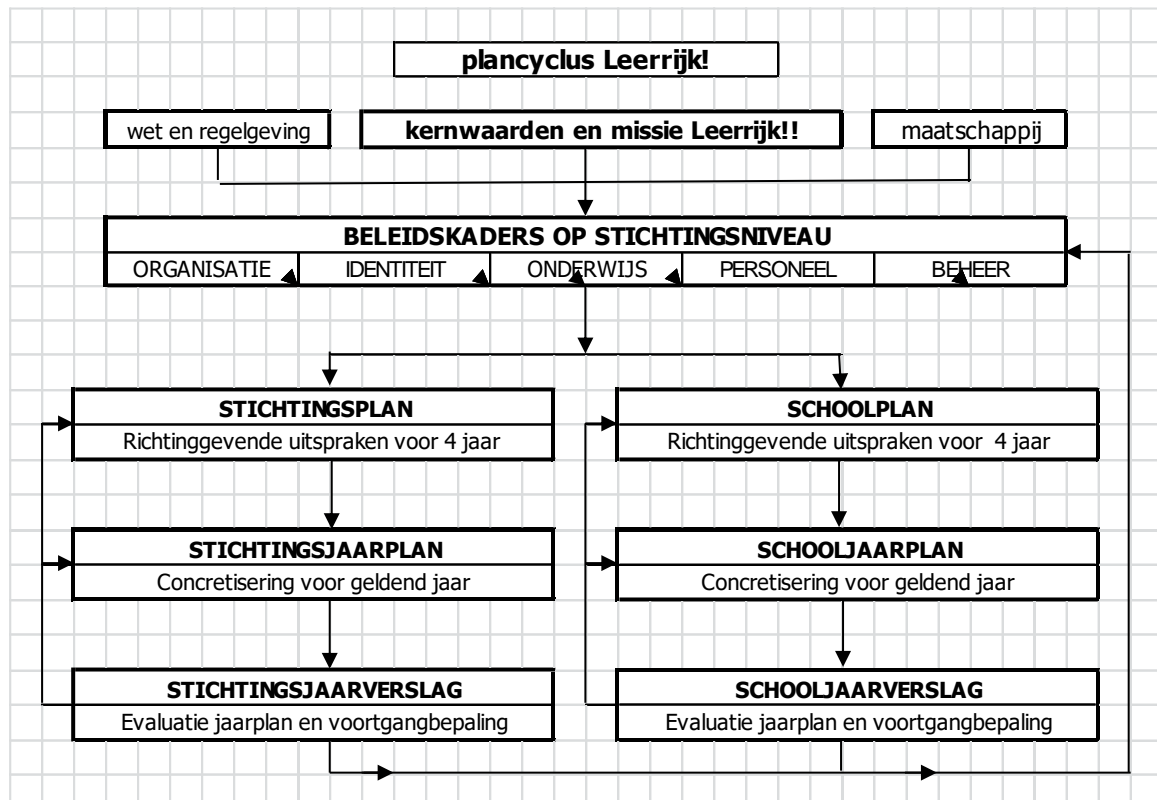 plancyclus Leerrijk!
wet en regelgeving
kernwaarden en missie Leerrijk!!
maatschappij
BELEIDSKADERS OP STICHTINGSNIVEAU
ORGANISATIE IDENTITEIT ONDERWIJS PERSONEEL BEHEER
STICHTINGSPLAN
Richtinggevende uitspraken voor 4 jaar
SCHOOLPLAN
Richtinggevende uitspraken voor  4 jaar
STICHTINGSJAARPLAN
Concretisering voor geldend jaar
SCHOOLJAARPLAN
Concretisering voor geldend jaar
STICHTINGSJAARVERSLAG
Evaluatie jaarplan en voortgangbepaling
SCHOOLJAARVERSLAG
Evaluatie jaarplan en voortgangbepaling